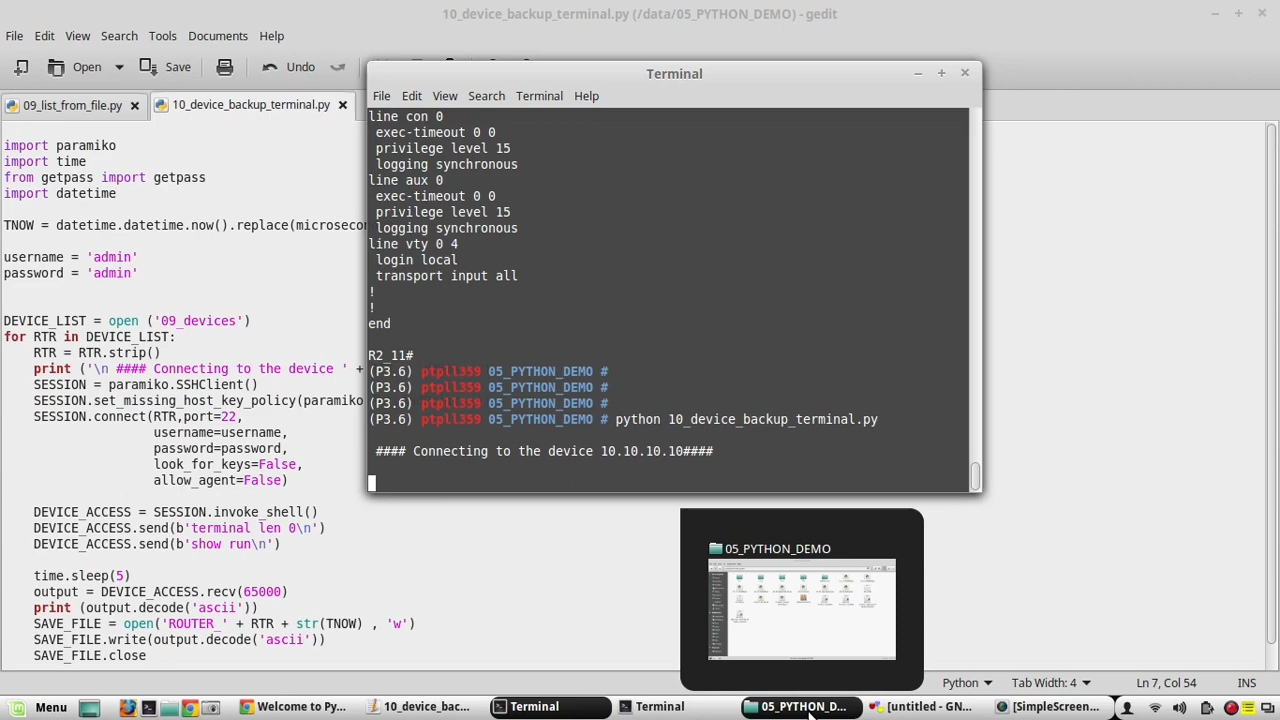 10_device_backup_terminal.py (/data/05_PYTHON_DEMO) - gedit
File Edit View Search Tools Documents Help
Open Save Undo
09_list_from_file.py 10_device_backup_terminal.py
import paramiko
import time
from getpass import getpass
import datetime
TNOW = datetime.datetime.now().replace(microsecon
username = 'admin'
password = 'admin'
DEVICE_LIST = open ('09_devices')
for RTR in DEVICE_LIST:
RTR = RTR.strip()
print ('\n #### Connecting to the device ' +
SESSION = paramiko.SSHClient()
SESSION.set_missing_host_key_policy(paramiko
SESSION.connect(RTR,port=22,
username=username,
password=password,
look_for_keys=False,
allow_agent=False)
DEVICE_ACCESS = SESSION.invoke_shell()
DEVICE_ACCESS.send(b'terminal len 0\n')
DEVICE_ACCESS.send(b'show run\n')
time.sleep(5)
output = DEVICE_ACCESS.recv(65000)
print (output.decode('ascii'))
SAVE_FILE = open('ROUTER_' + RTR + str(TNOW) , 'w')
SAVE_FILE.write(output.decode('ascii'))
SAVE_FILE.close
Terminal
File Edit View Search Terminal Help
line con 0
exec-timeout 0 0
privilege level 15
logging synchronous
line aux 0
exec-timeout 0 0
privilege level 15
logging synchronous
line vty 0 4
login local
transport input all
!
!
end
R2_11#
(P3.6) ptpll359 05_PYTHON_DEMO #
(P3.6) ptpll359 05_PYTHON_DEMO #
(P3.6) ptpll359 05_PYTHON_DEMO #
(P3.6) ptpll359 05_PYTHON_DEMO # python 10_device_backup_terminal.py
#### Connecting to the device 10.10.10.10####
05_PYTHON_DEMO
Python Tab Width: 4 Ln 7, Col 54 INS
Menu Welcome to Py... 10_device_bac... Terminal Terminal 05_PYTHON_D... [untitled - GN... [SimpleScreen...